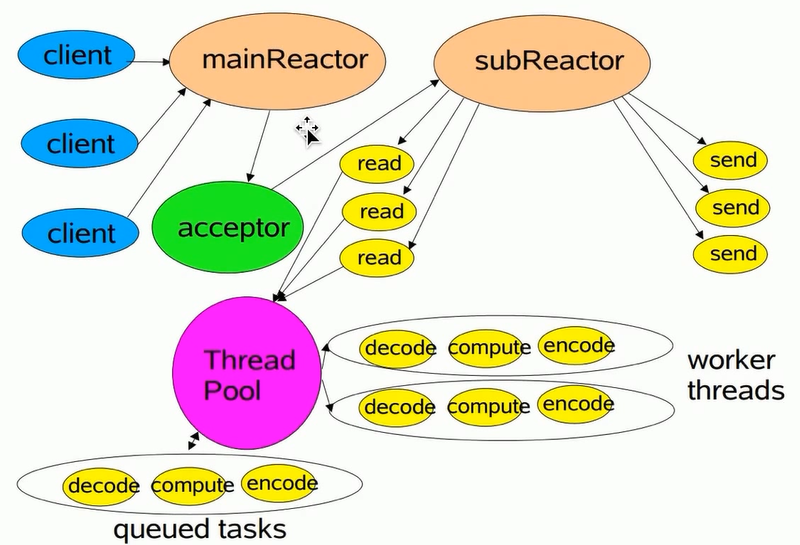 client
mainReactor
subReactor
client
client
acceptor
read
read
read
send
send
send
Thread
Pool
decode compute encode
decode compute encode
worker
threads
decode compute encode
queued tasks